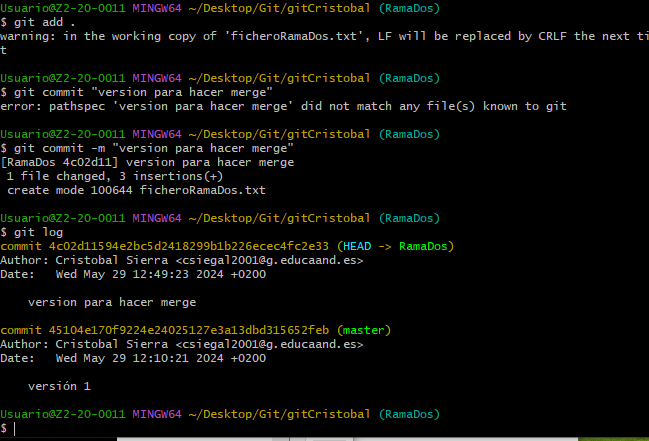 Usuario@Z2-20-0011 MINGW64 ~/Desktop/Git/gitCristobal (RamaDos)
$ git add .
warning: in the working copy of 'ficheroRamaDos.txt', LF will be replaced by CRLF the next ti
t
Usuario@Z2-20-0011 MINGW64 ~/Desktop/Git/gitCristobal (RamaDos)
$ git commit "version para hacer merge"
error: pathspec 'version para hacer merge' did not match any file(s) known to git
Usuario@Z2-20-0011 MINGW64 ~/Desktop/Git/gitCristobal (RamaDos)
$ git commit -m "version para hacer merge"
[RamaDos 4c02d11] version para hacer merge
 1 file changed, 3 insertions(+)
 create mode 100644 ficheroRamaDos.txt
Usuario@Z2-20-0011 MINGW64 ~/Desktop/Git/gitCristobal (RamaDos)
$ git log
commit 4c02d11594e2bc5d2418299b1b226ecec4fc2e33 (HEAD -> RamaDos)
Author: Cristobal Sierra <csiegal2001@g.educaand.es>
Date:   Wed May 29 12:49:23 2024 +0200
    version para hacer merge
commit 45104e170f9224e24025127e3a13dbd315652feb (master)
Author: Cristobal Sierra <csiegal2001@g.educaand.es>
Date:   Wed May 29 12:10:21 2024 +0200
    versión 1
Usuario@Z2-20-0011 MINGW64 ~/Desktop/Git/gitCristobal (RamaDos)
$